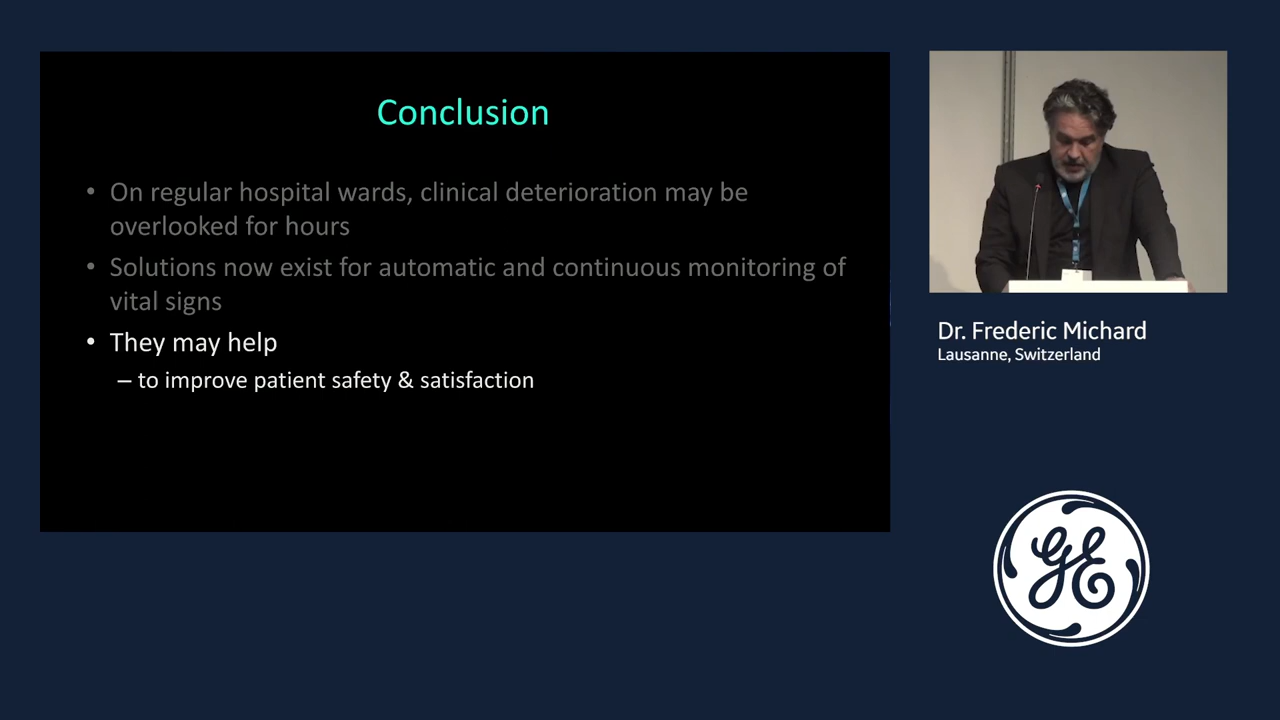 Conclusion
• On regular hospital wards, clinical deterioration may be
overlooked for hours
• Solutions now exist for automatic and continuous monitoring of
vital signs
• They may help
– to improve patient safety & satisfaction
Dr. Frederic Michard
Lausanne, Switzerland
GE